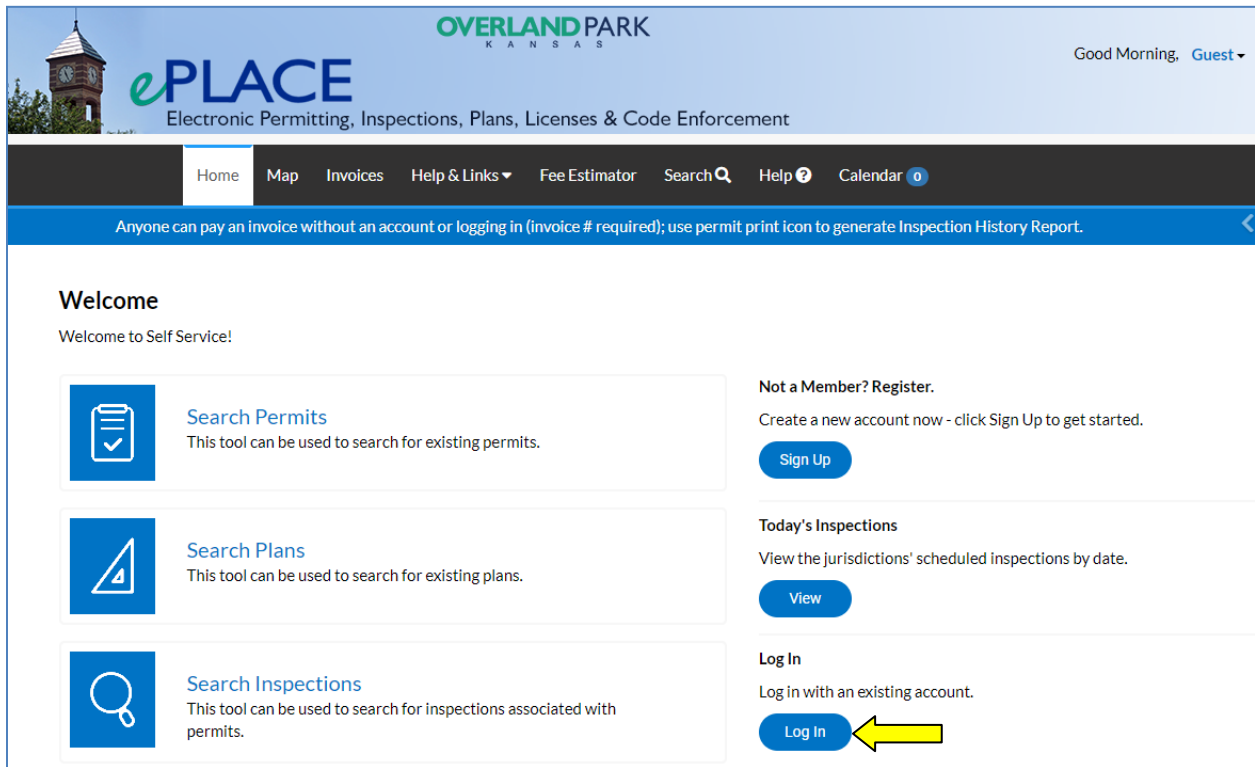 OVERLAND PARK
KANSAS
Good Morning, Guest
ePLACE
Electronic Permitting, Inspections, Plans, Licenses & Code Enforcement
Home Map Invoices Help & Links Fee Estimator Search Help ? Calendar 0
Anyone can pay an invoice without an account or logging in (invoice # required); use permit print icon to generate Inspection History Report.
Welcome
Welcome to Self Service!
Search Permits
This tool can be used to search for existing permits.
Search Plans
This tool can be used to search for existing plans.
Search Inspections
This tool can be used to search for inspections associated with
permits.
Not a Member? Register.
Create a new account now - click Sign Up to get started.
Sign Up
Today's Inspections
View the jurisdictions' scheduled inspections by date.
View
Log In
Log in with an existing account.
Log In